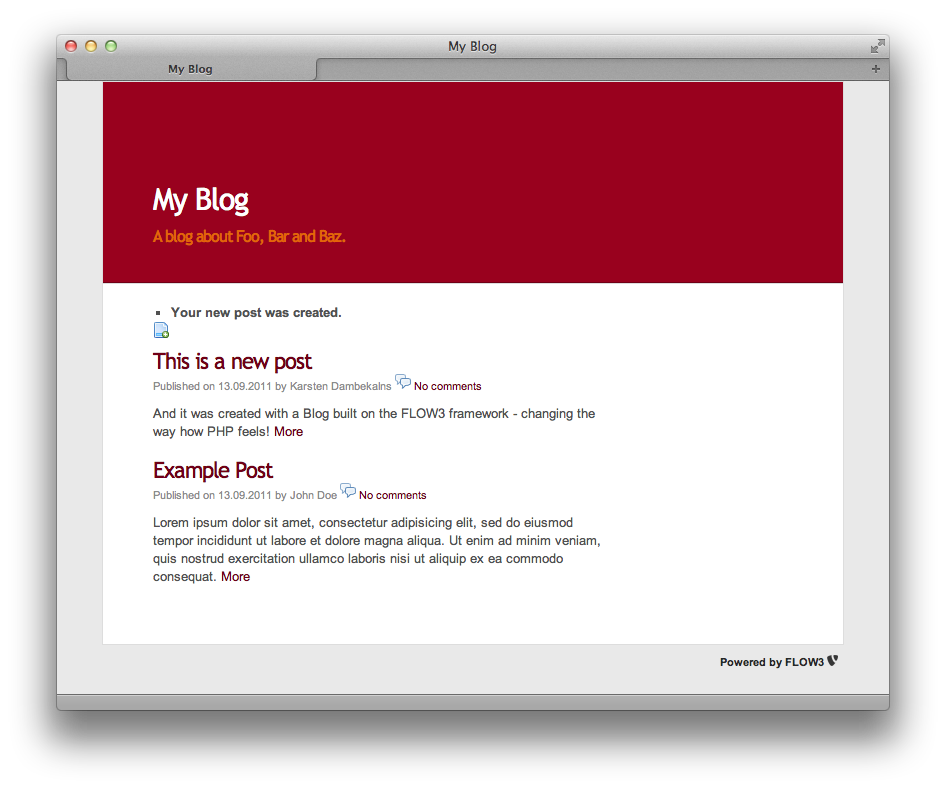 My Blog
My Blog
My Blog
A blog about Foo, Bar and Baz.
Your new post was created.
This is a new post
Published on 13.09.2011 by Karsten Dambekalns No comments
And it was created with a Blog built on the FLOW3 framework - changing the
way how PHP feels! More
Example Post
Published on 13.09.2011 by John Doe No comments
Lorem ipsum dolor sit amet, consectetur adipisicing elit, sed do eiusmod
tempor incididunt ut labore et dolore magna aliqua. Ut enim ad minim veniam,
quis nostrud exercitation ullamco laboris nisi ut aliquip ex ea commodo
consequat. More
Powered by FLOW3